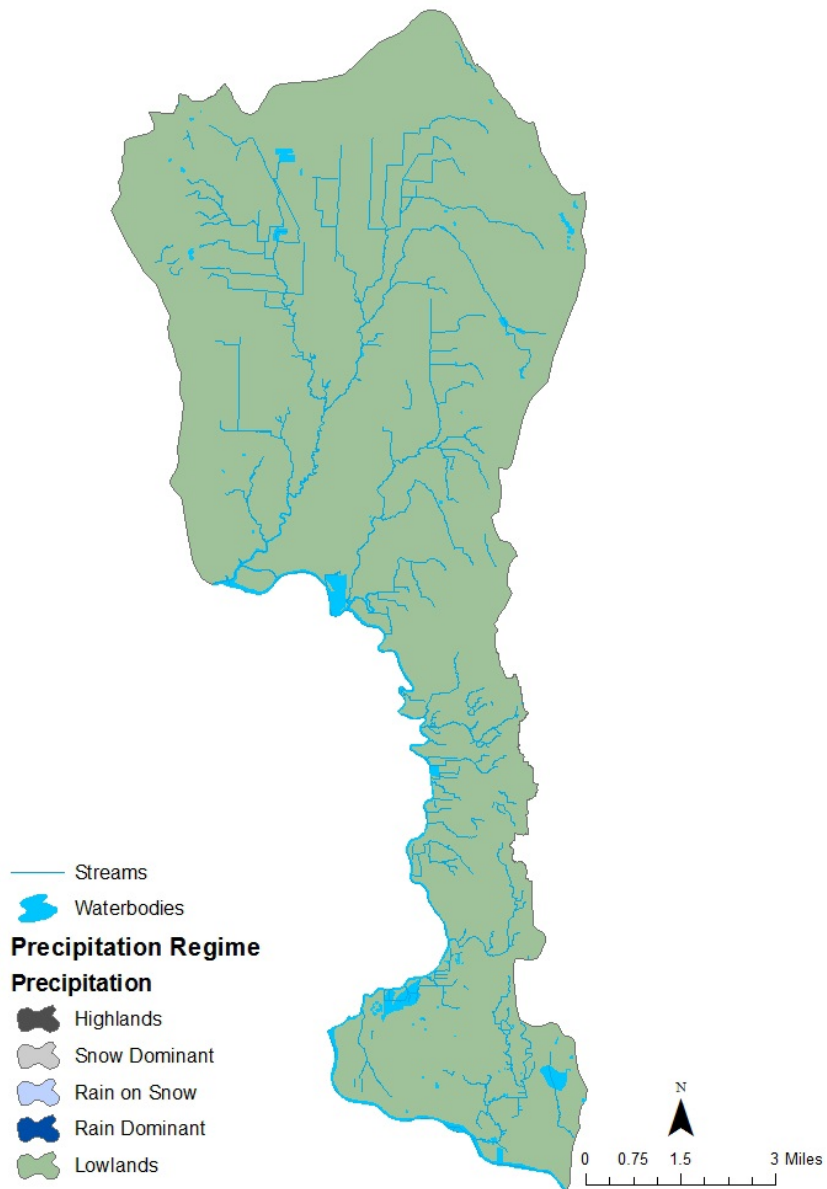 Streams
Waterbodies
Precipitation Regime
Precipitation
Highlands
Snow Dominant
Rain on Snow
Rain Dominant
Lowlands
N
0 0.75 1.5 3 Miles